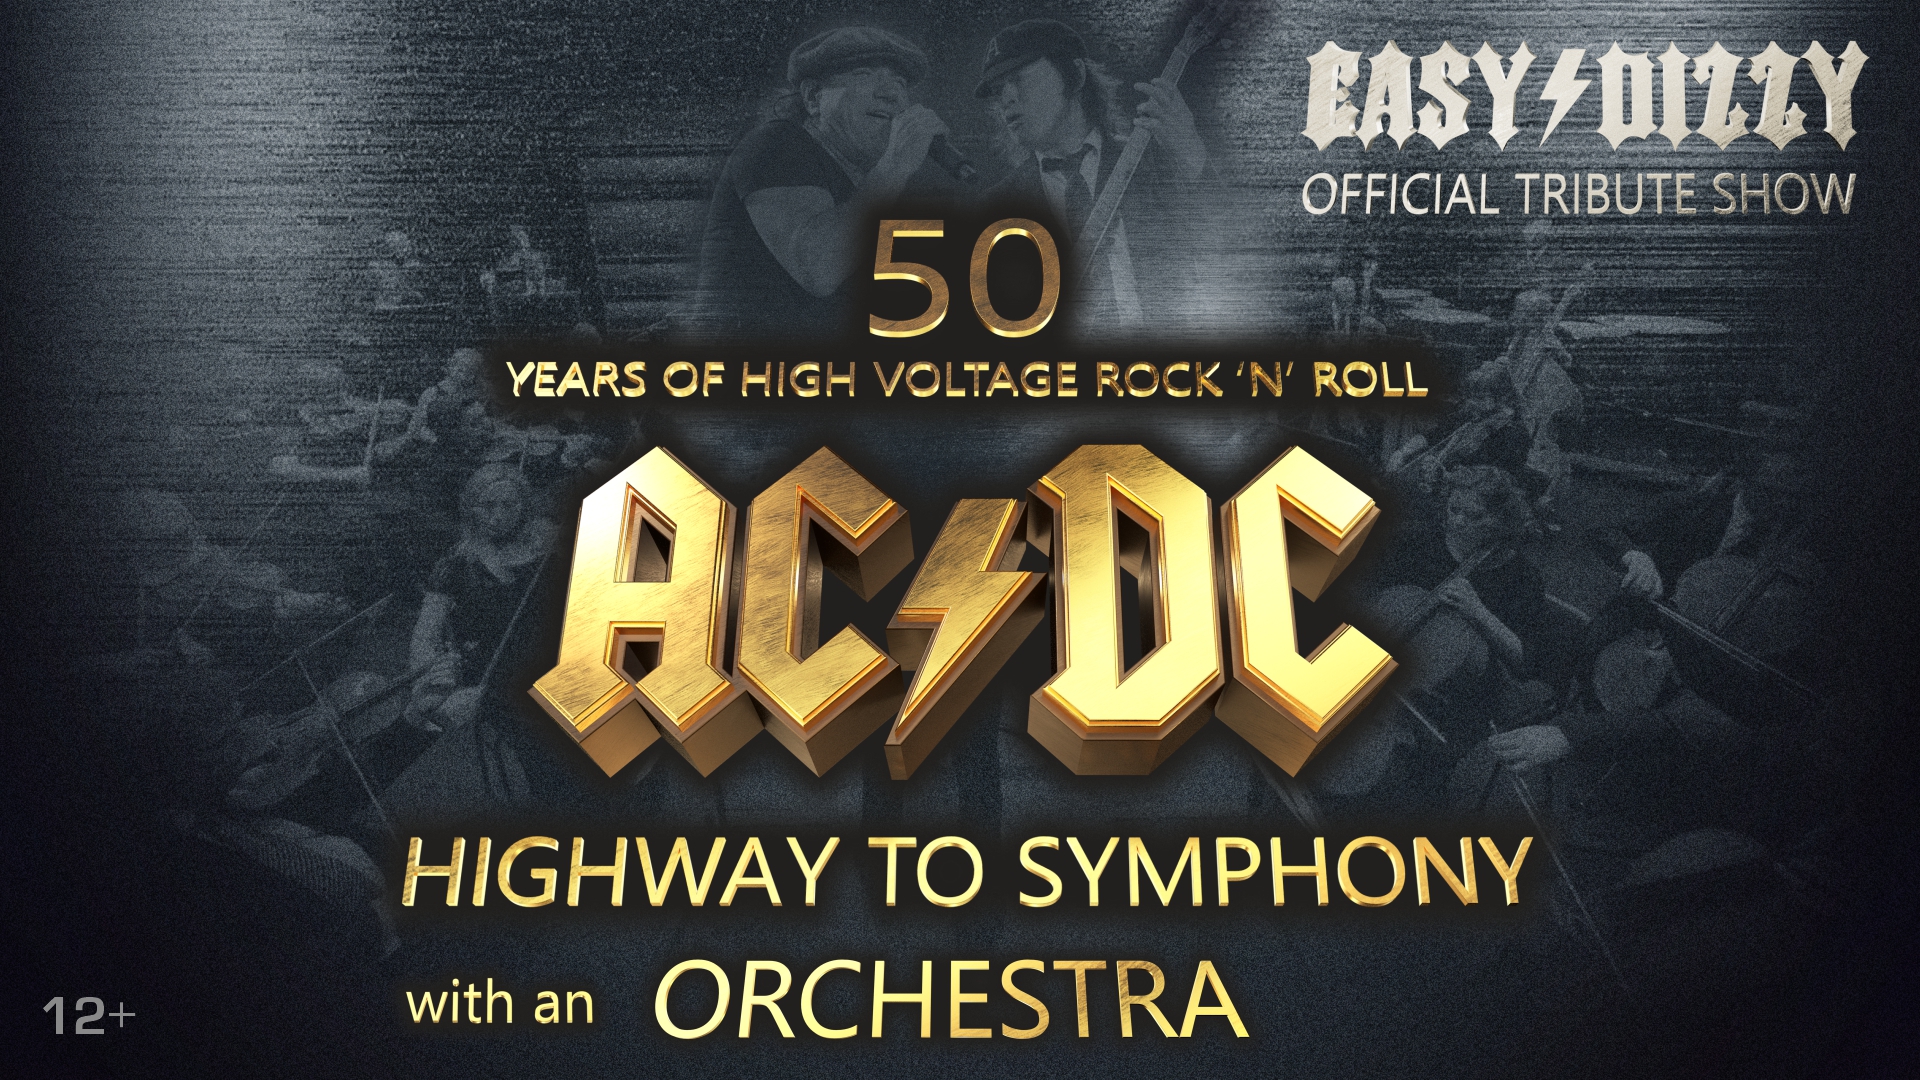 EASY DIZZY
OFFICIAL TRIBUTE SHOW
50
YEARS OF HIGH VOLTAGE ROCK ‘N’ ROLL
AC⚡DC
HIGHWAY TO SYMPHONY
with an ORCHESTRA
12+